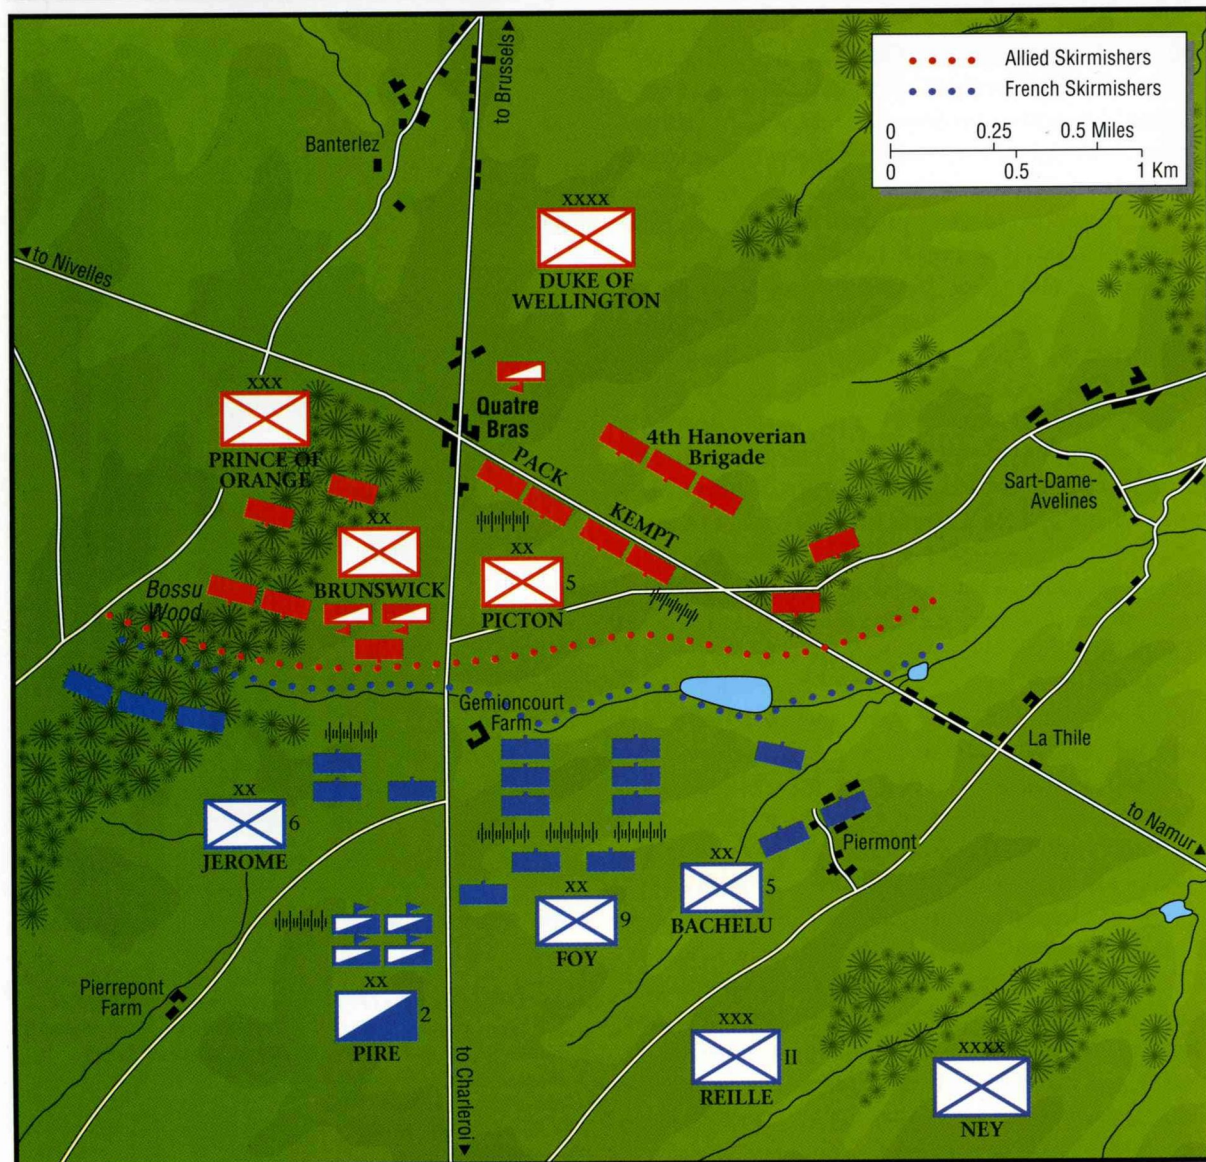 to Brussels
Allied Skirmishers
French Skirmishers
0 0.25 0.5 Miles
0 0.5 1 Km
Banterlez
XXXX
DUKE OF
WELLINGTON
to Nivelles
XXX
PRINCE OF
ORANGE
Quatre
Bras
4th Hanoverian
Brigade
PACK
KEMPT
Sart-Dame-
Avelines
XX
BRUNSWICK
XX
5
PICTON
Bossu
Wood
Gemioncourt
Farm
La Thile
to Namur
XX
6
JEROME
Piermont
XX
5
BACHELU
XX
9
FOY
Pierrepont
Farm
XX
2
PIRE
to Charleroi
XXX
II
REILLE
XXXX
NEY